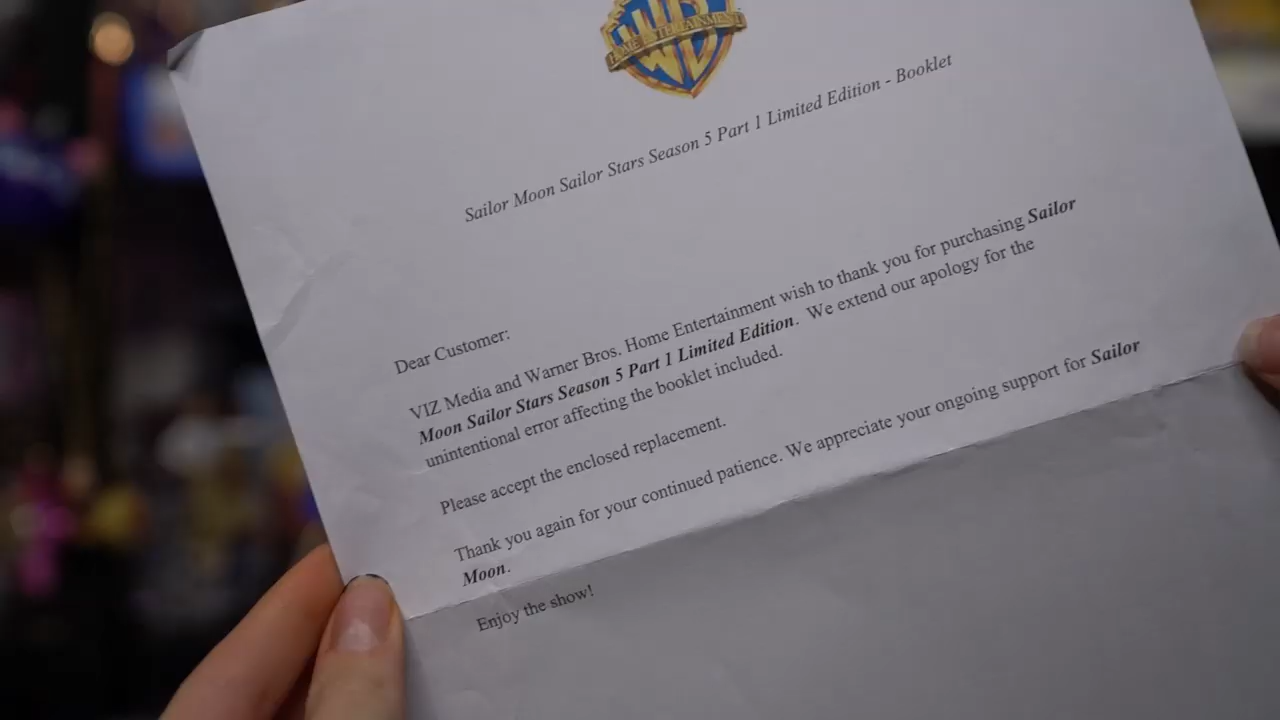 WB
HOME ENTERTAINMENT
Sailor Moon Sailor Stars Season 5 Part 1 Limited Edition - Booklet
Dear Customer:
VIZ Media and Warner Bros. Home Entertainment wish to thank you for purchasing Sailor
Moon Sailor Stars Season 5 Part 1 Limited Edition. We extend our apology for the
unintentional error affecting the booklet included.
Please accept the enclosed replacement.
Thank you again for your continued patience. We appreciate your ongoing support for Sailor
Moon.
Enjoy the show!